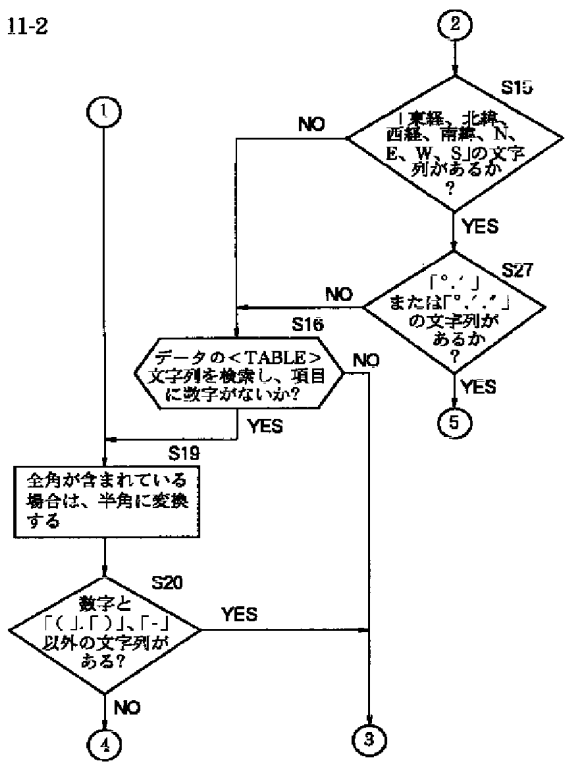 11-2
2
S15
「東経、北緯、
西経、南緯、N、
E、W、S」の文字
列があるか
?
NO
YES
1
S27
「°.′」
または「°.′.″」
の文字列が
あるか
?
NO
YES
5
S16
データの<TABLE>
文字列を検索し、項目
に数字がないか?
NO
YES
S19
全角が含まれている
場合は、半角に変換
する
S20
数字と
「(」.「)」、「-」
以外の文字列が
ある?
YES
NO
4
3